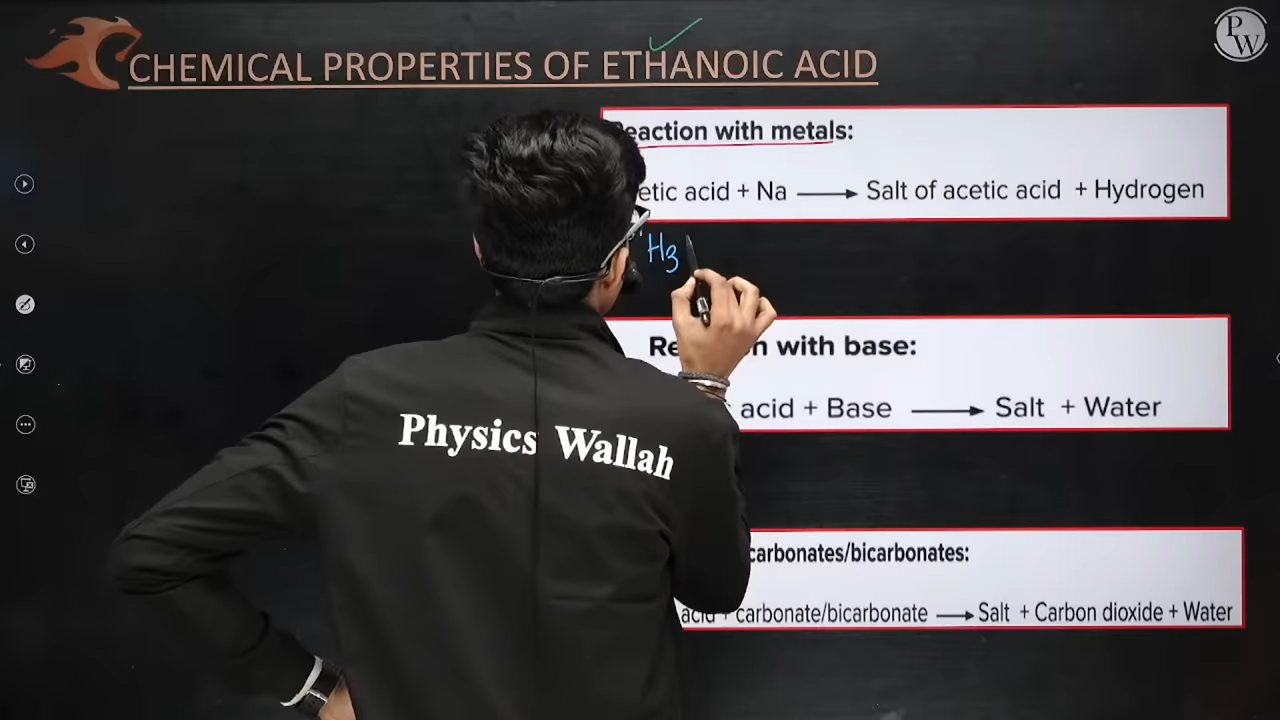 CHEMICAL PROPERTIES OF ETHANOIC ACID
PW
Reaction with metals:
etic acid + Na ⟶ Salt of acetic acid + Hydrogen
H3
Re n with base:
acid + Base ⟶ Salt + Water
Physics Wallah
carbonates/bicarbonates:
acid + carbonate/bicarbonate ⟶ Salt + Carbon dioxide + Water